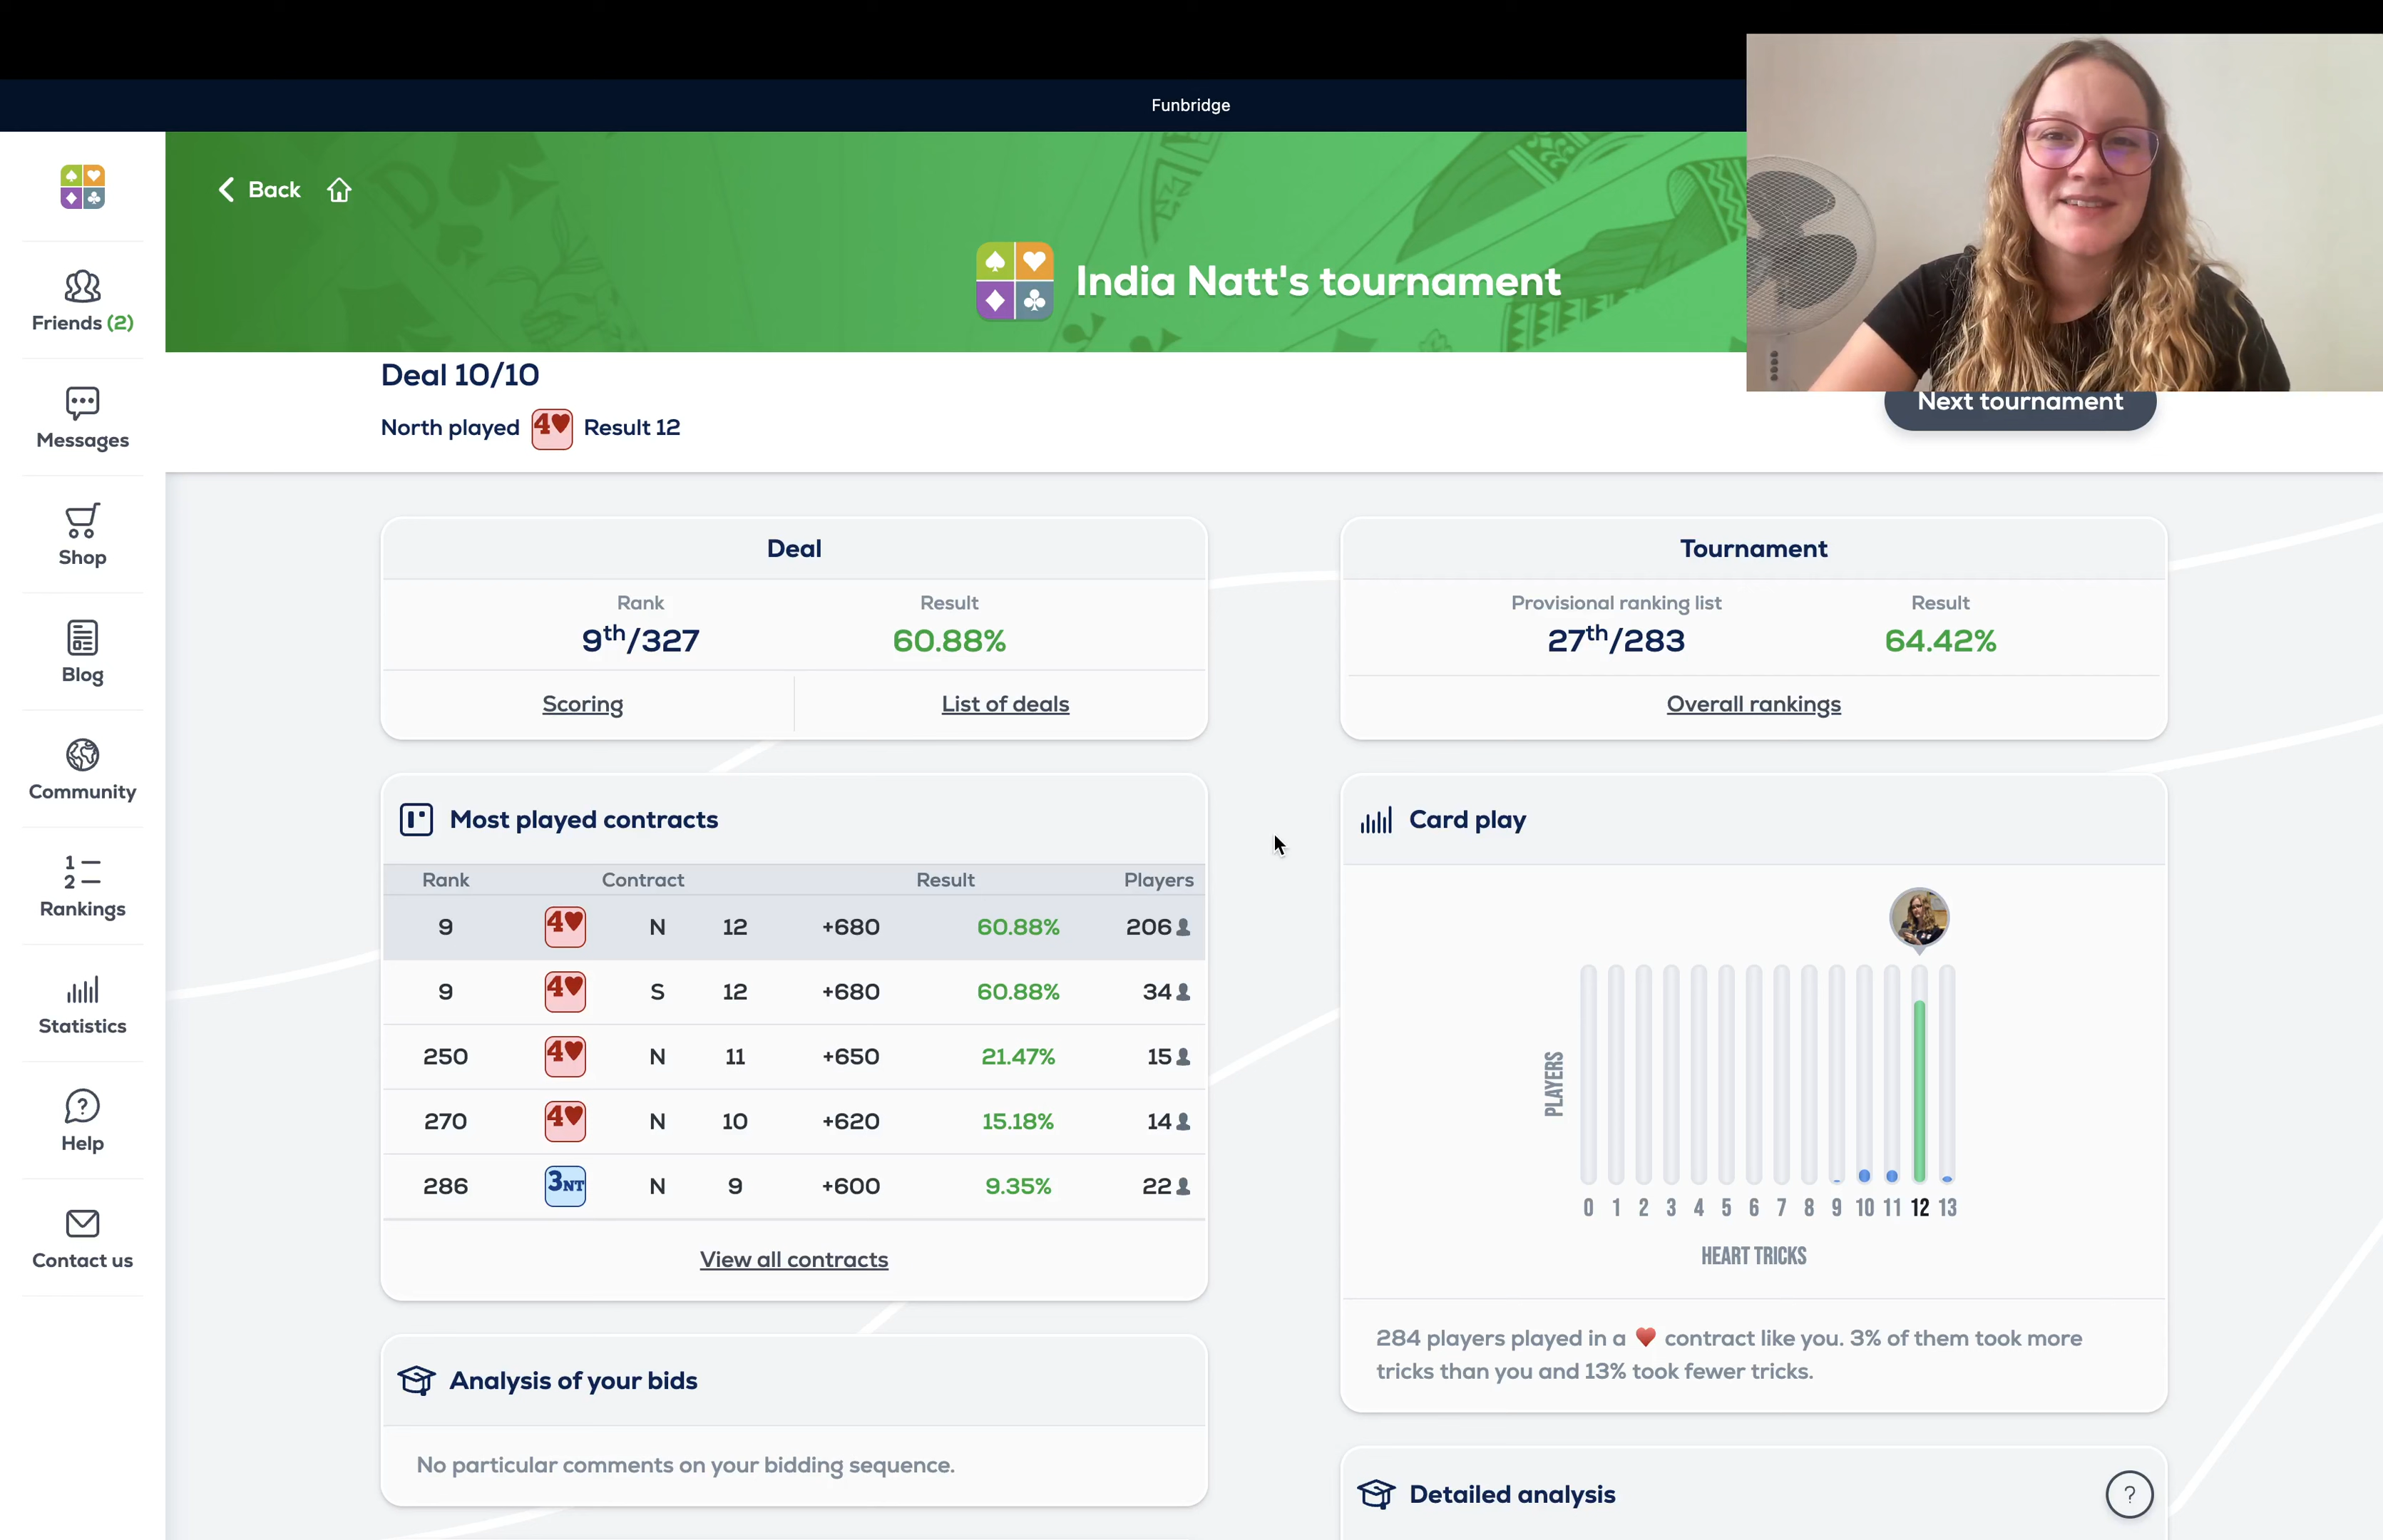 Funbridge
Back
India Natt's tournament
Friends (2)
Messages
Shop
Blog
Community
1
2
Rankings
Statistics
Help
Contact us
Deal 10/10
North played 4♥ Result 12
Next tournament
Deal
Rank Result
9th/327 60.88%
Scoring List of deals
Tournament
Provisional ranking list Result
27th/283 64.42%
Overall rankings
Most played contracts
Rank Contract Result Players
9 4♥ N 12 +680 60.88% 206
9 4♥ S 12 +680 60.88% 34
250 4♥ N 11 +650 21.47% 15
270 4♥ N 10 +620 15.18% 14
286 3NT N 9 +600 9.35% 22
View all contracts
Card play
PLAYERS
0 1 2 3 4 5 6 7 8 9 10 11 12 13
HEART TRICKS
284 players played in a ♥ contract like you. 3% of them took more
tricks than you and 13% took fewer tricks.
Analysis of your bids
No particular comments on your bidding sequence.
Detailed analysis ?